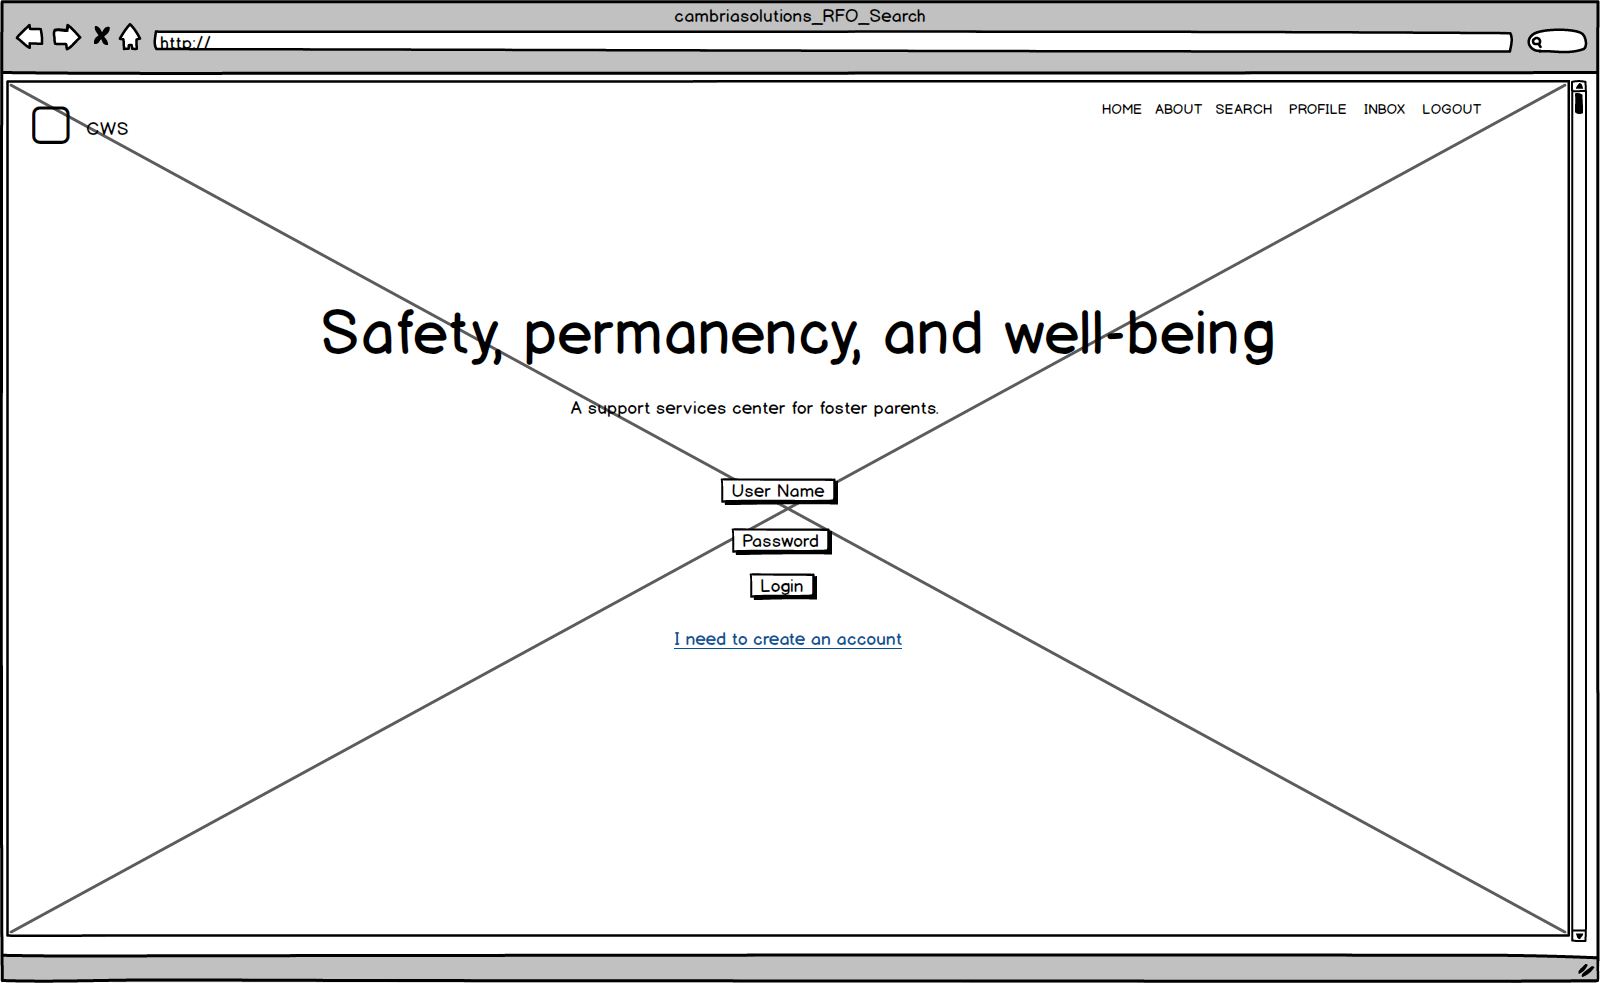 cambriasolutions_RFO_Search
http://
CWS
HOME ABOUT SEARCH PROFILE INBOX LOGOUT
Safety, permanency, and well-being
A support services center for foster parents.
User Name
Password
Login
I need to create an account